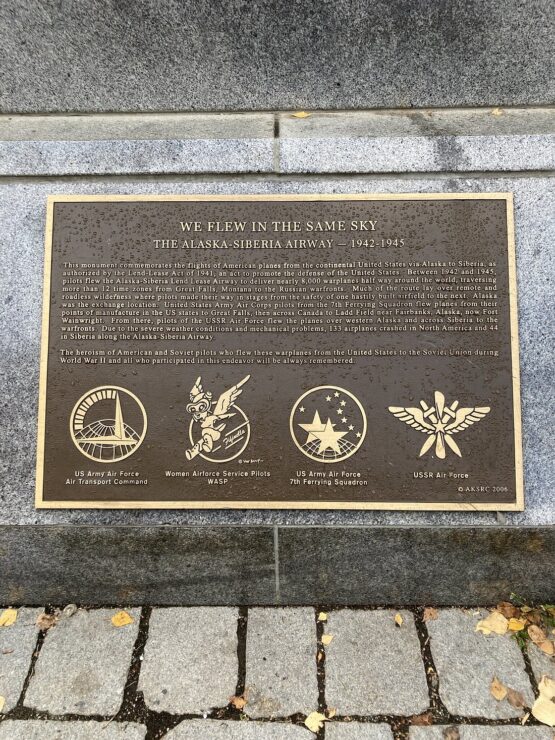 WE FLEW IN THE SAME SKY
THE ALASKA-SIBERIA AIRWAY — 1942-1945
This monument commemorates the flights of American planes from the continental United States via Alaska to Siberia, as
authorized by the Lend-Lease Act of 1941, an act to promote the defense of the United States. Between 1942 and 1945,
pilots flew the Alaska-Siberia Lend Lease Airway to deliver nearly 8,000 warplanes half way around the world, traversing
more than 12 time zones from Great Falls, Montana to the Russian warfronts. Much of the route lay over remote and
roadless wilderness where pilots made their way in stages from the safety of one hastily built airfield to the next. Alaska
was the exchange location. United States Army Air Corps pilots from the 7th Ferrying Squadron flew planes from their
points of manufacture in the US states to Great Falls, then across Canada to Ladd Field near Fairbanks, Alaska, now Fort
Wainwright. From there, pilots of the USSR Air Force flew the planes over western Alaska and across Siberia to the
warfronts. Due to the severe weather conditions and mechanical problems, 133 airplanes crashed in North America and 44
in Siberia along the Alaska-Siberia Airway.
The heroism of American and Soviet pilots who flew these warplanes from the United States to the Soviet Union during
World War II and all who participated in this endeavor will be always remembered.
Fifinella
US Army Air Force
Air Transport Command
Women Airforce Service Pilots
WASP
US Army Air Force
7th Ferrying Squadron
USSR Air Force
© AKSRC 2006